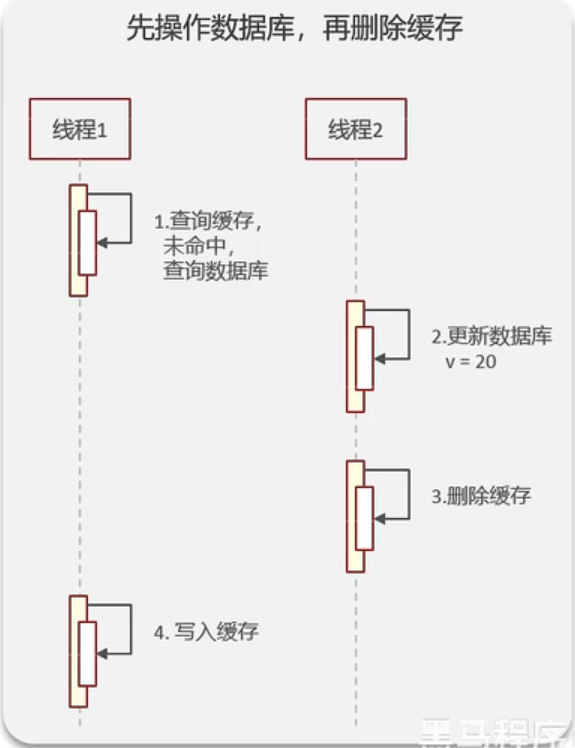 先操作数据库，再删除缓存
线程1
线程2
1.查询缓存，
未命中，
查询数据库
2.更新数据库
v = 20
3.删除缓存
4. 写入缓存
黑马程序